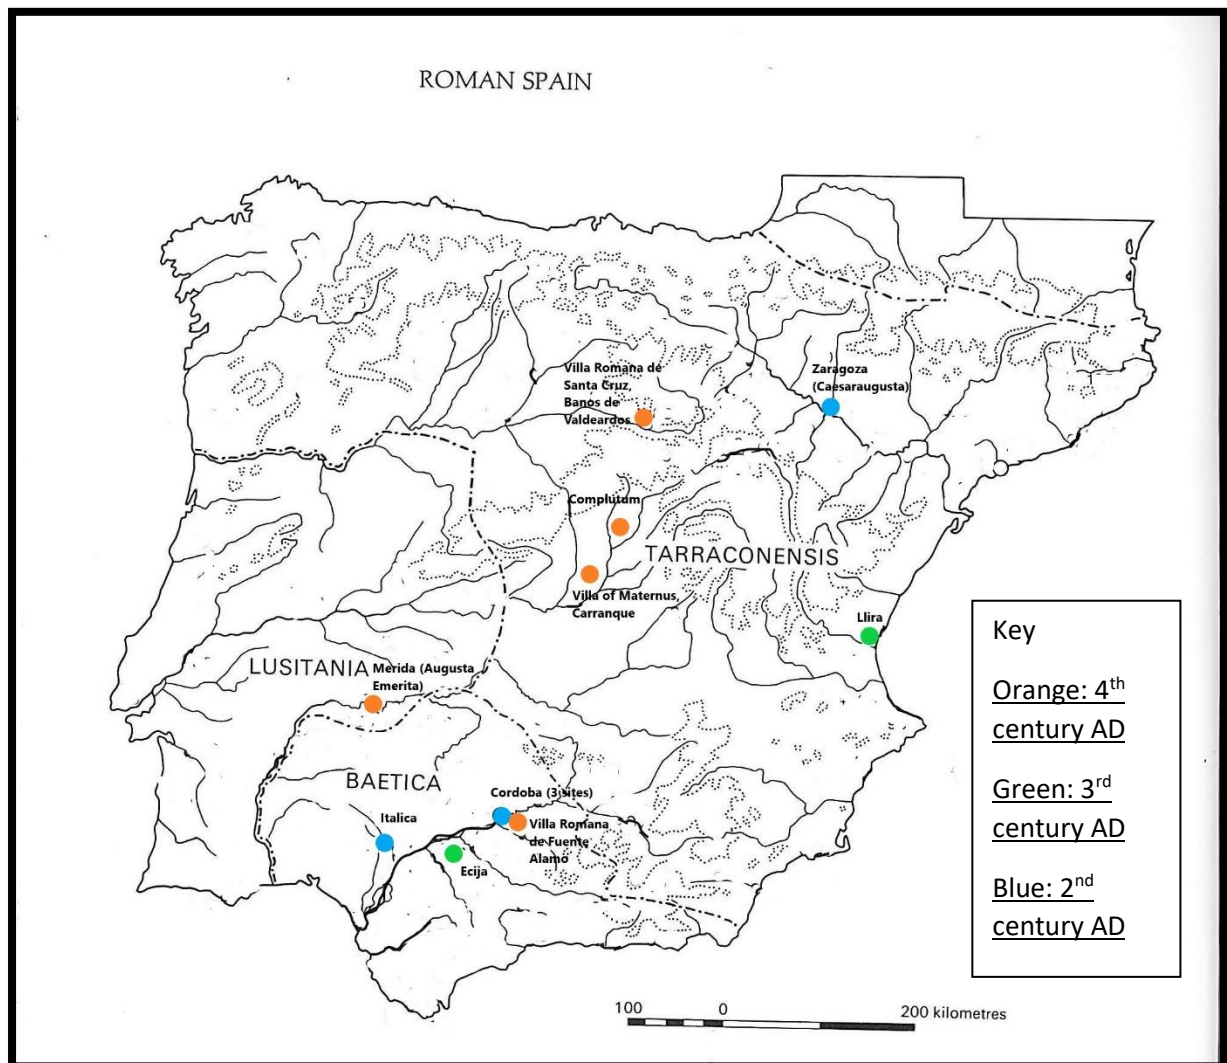 ROMAN SPAIN
Villa Romana de
Santa Cruz,
Banos de
Valdeardos
Zaragoza
(Caesaraugusta)
Complutum
TARRACONENSIS
Villa of Maternus,
Carranque
Llira
LUSITANIA
Merida (Augusta
Emerita)
BAETICA
Cordoba (3 sites)
Italica
Villa Romana
de Fuente
Alamo
Ecija
Key
Orange: 4th
century AD
Green: 3rd
century AD
Blue: 2nd
century AD
100 0 200 kilometres